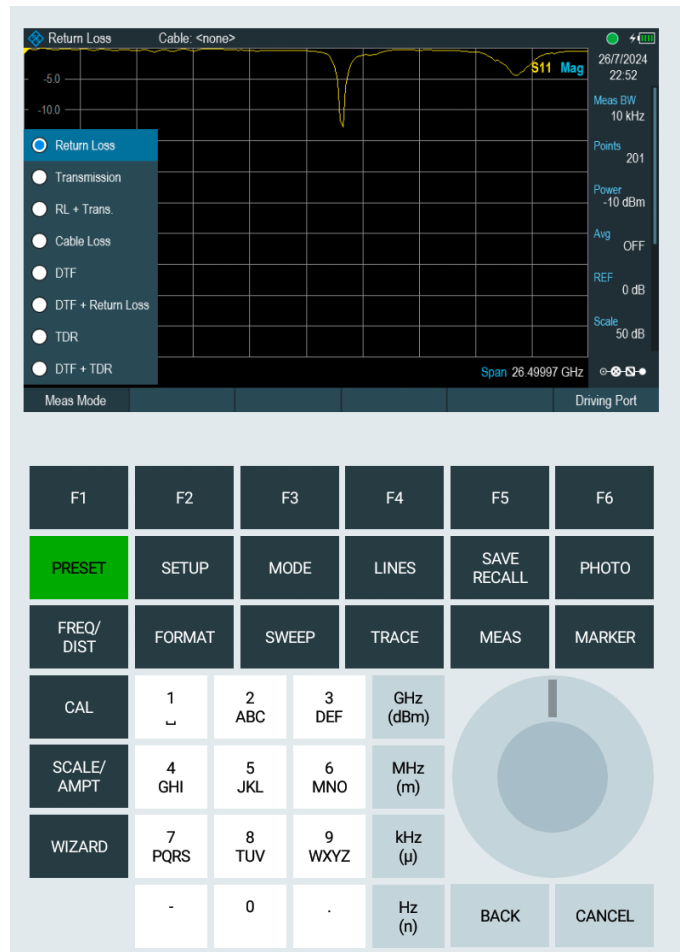 Return Loss Cable: <none>
26/7/2024
22:52
S11 Mag
-5.0
-10.0
Meas BW
10 kHz
Points
201
Power
-10 dBm
Avg
OFF
REF
0 dB
Scale
50 dB
Return Loss
Transmission
RL + Trans.
Cable Loss
DTF
DTF + Return Loss
TDR
DTF + TDR
Span 26.49997 GHz
Meas Mode Driving Port
F1 F2 F3 F4 F5 F6
PRESET SETUP MODE LINES SAVE RECALL PHOTO
FREQ/
DIST
FORMAT SWEEP TRACE MEAS MARKER
CAL
1
␣
2
ABC
3
DEF
GHz
(dBm)
SCALE/
AMPT
4
GHI
5
JKL
6
MNO
MHz
(m)
WIZARD
7
PQRS
8
TUV
9
WXYZ
kHz
(µ)
-
0
.
Hz
(n)
BACK CANCEL